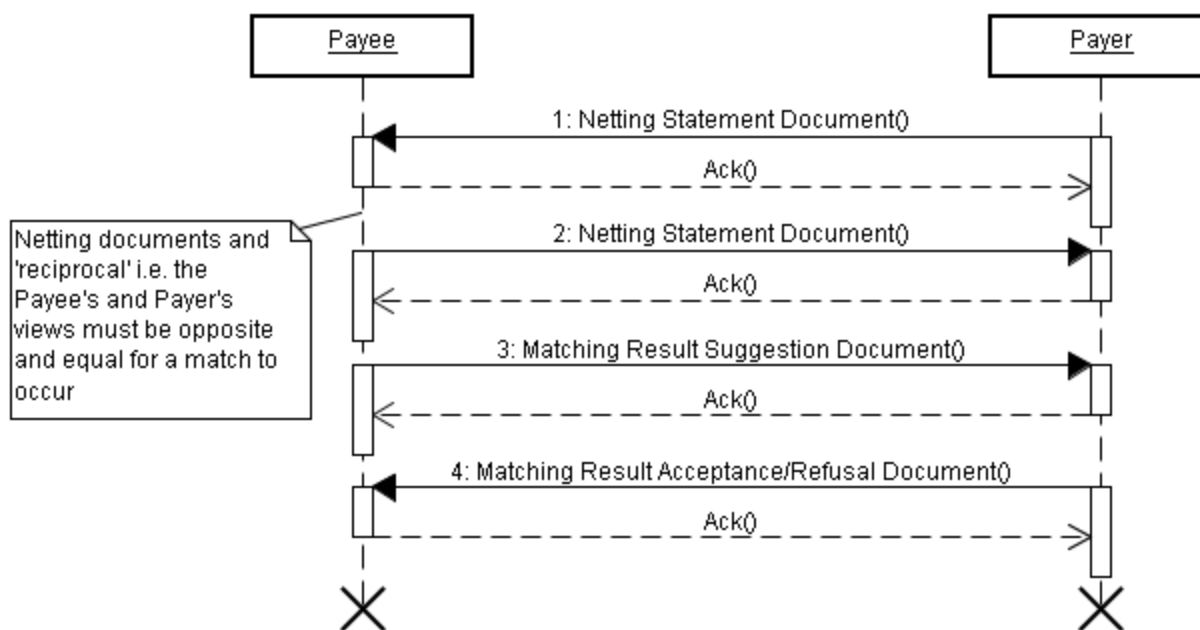 Payee
Payer
1: Netting Statement Document()
Ack()
2: Netting Statement Document()
Ack()
Netting documents and
'reciprocal' i.e. the
Payee's and Payer's
views must be opposite
and equal for a match to
occur
3: Matching Result Suggestion Document()
Ack()
4: Matching Result Acceptance/Refusal Document()
Ack()